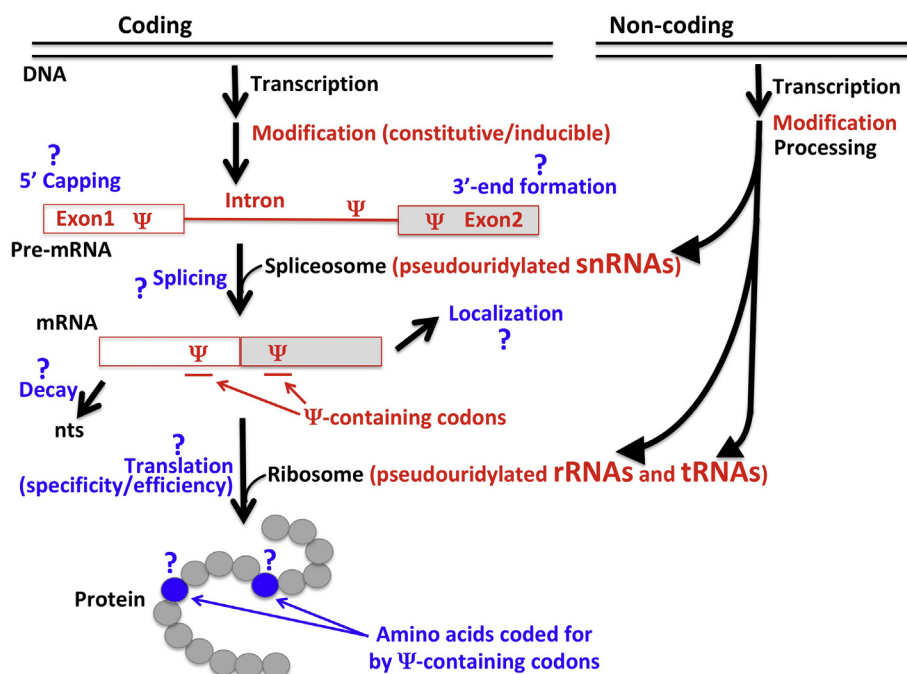 Coding
Non-coding
DNA
Transcription
Transcription
Modification (constitutive/inducible)
Modification
Processing
?
5’ Capping
?
3’-end formation
Intron
Ψ
Exon1 Ψ
Ψ Exon2
Pre-mRNA
? Splicing
Spliceosome (pseudouridylated snRNAs)
mRNA
Localization
?
Ψ
Ψ
?
Decay
nts
Ψ-containing codons
?
Translation
(specificity/efficiency)
Ribosome (pseudouridylated rRNAs and tRNAs)
?
?
Protein
Amino acids coded for
by Ψ-containing codons